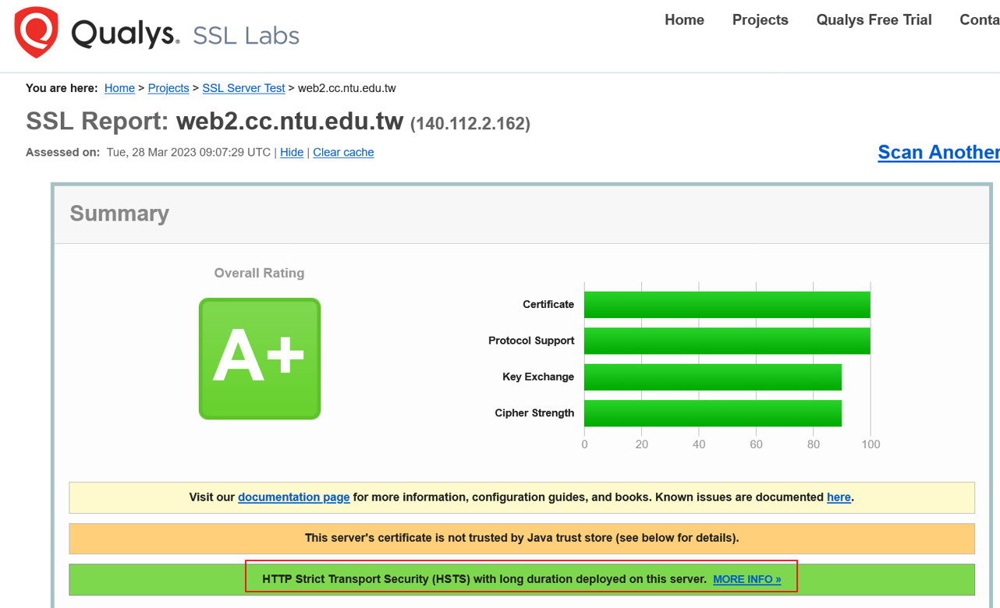 Qualys. SSL Labs
Home Projects Qualys Free Trial Conta
You are here: Home > Projects > SSL Server Test > web2.cc.ntu.edu.tw
SSL Report: web2.cc.ntu.edu.tw (140.112.2.162)
Assessed on: Tue, 28 Mar 2023 09:07:29 UTC | Hide | Clear cache
Scan Another
Summary
Overall Rating
A+
Certificate
Protocol Support
Key Exchange
Cipher Strength
0 20 40 60 80 100
Visit our documentation page for more information, configuration guides, and books. Known issues are documented here.
This server's certificate is not trusted by Java trust store (see below for details).
HTTP Strict Transport Security (HSTS) with long duration deployed on this server. MORE INFO »